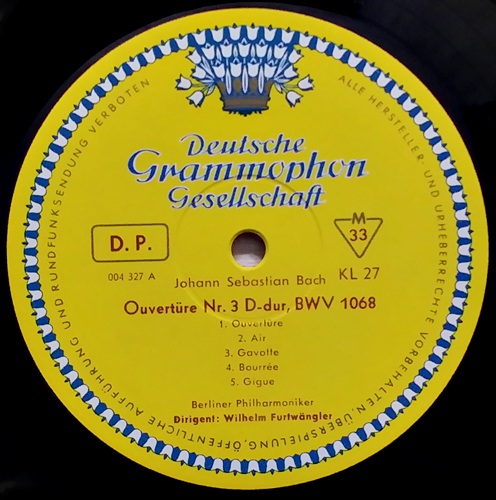 Deutsche
Grammophon
Gesellschaft
D. P.
M
33
004 327 A
Johann Sebastian Bach
KL 27
Ouvertüre Nr. 3 D-dur, BWV 1068
1. Ouvertüre
2. Air
3. Gavotte
4. Bourrée
5. Gigue
Berliner Philharmoniker
Dirigent: Wilhelm Furtwängler
ALLE HERSTELLER- UND URHEBERRECHTE VORBEHALTEN · ÜBERSPIELUNG, ÖFFENTLICHE AUFFÜHRUNG UND RUNDFUNKSENDUNG VERBOTEN